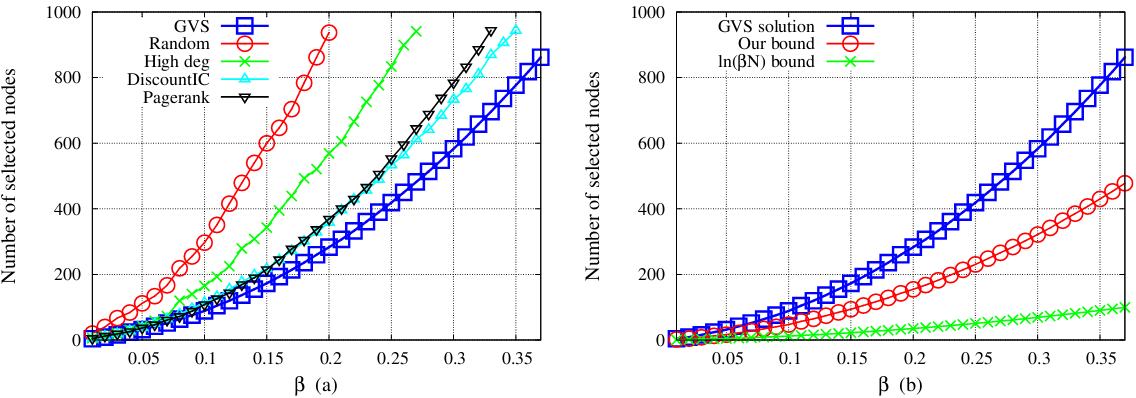 1000
800
600
400
200
0
0.05
0.1
0.15
0.2
0.25
0.3
0.35
Number of seltected nodes
β (a)
GVS
Random
High deg
DiscountIC
Pagerank
1000
800
600
400
200
0
0.05
0.1
0.15
0.2
0.25
0.3
0.35
Number of selected nodes
β (b)
GVS solution
Our bound
ln(βN) bound